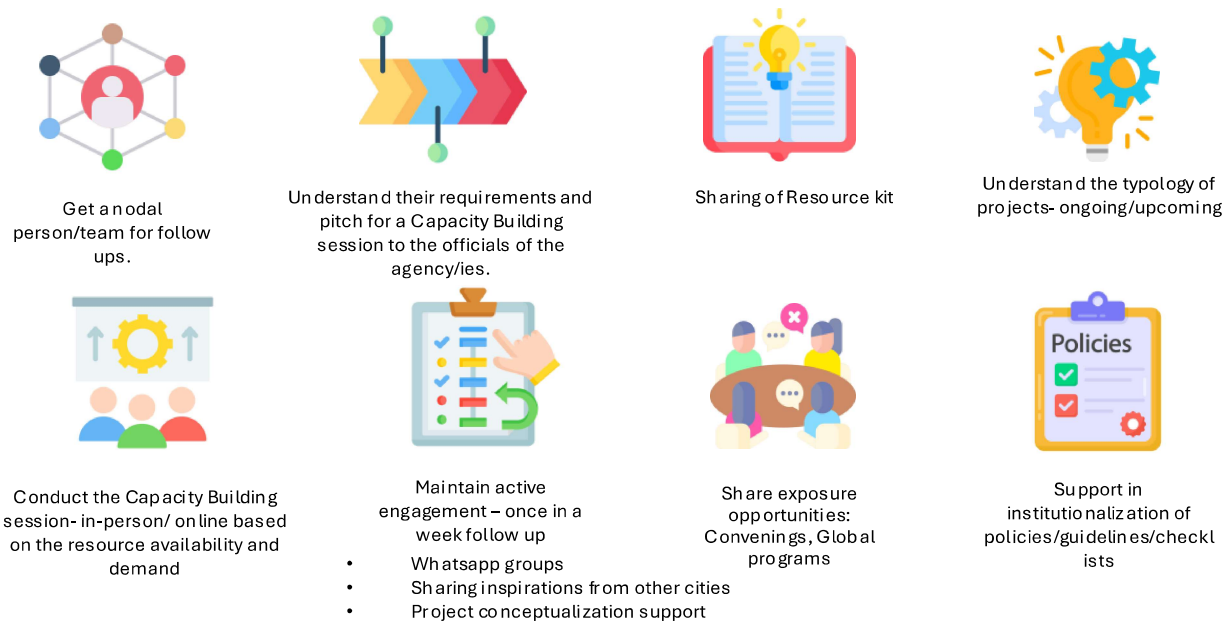 Get a nodal
person/team for follow
ups.
Understand their requirements and
pitch for a Capacity Building
session to the officials of the
agency/ies.
Sharing of Resource kit
Understand the typology of
projects- ongoing/upcoming
Conduct the Capacity Building
session- in-person/ online based
on the resource availability and
demand
Maintain active
engagement – once in a
week follow up
• Whatsapp groups
• Sharing inspirations from other cities
• Project conceptualization support
Share exposure
opportunities:
Convenings, Global
programs
Policies
Support in
institutionalization of
policies/guidelines/checkl
ists